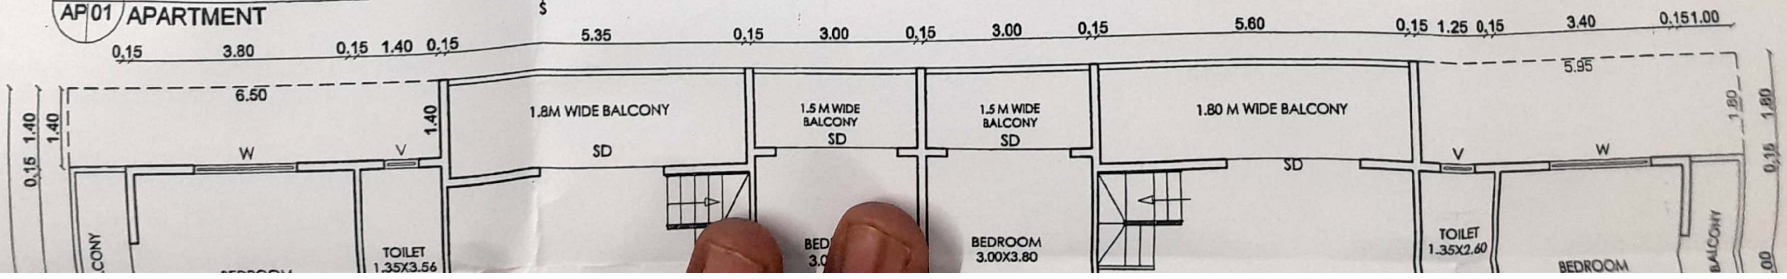 AP 01 APARTMENT
$
0.15 3.80 0.15 1.40 0.15 5.35 0.15 3.00 0.15 3.00 0.15 5.60 0.15 1.25 0.15 3.40 0.15 1.00
6.50 5.95
1.40 1.8M WIDE BALCONY 1.5 M WIDE 1.5 M WIDE 1.80 M WIDE BALCONY 1.80 1.80
BALCONY BALCONY
0.15 1.40 1.40 W V SD SD SD SD V W 0.15
TOILET BEDROOM TOILET BALCONY
1.35X3.56 3.00X3.80 1.35X2.60
BEDROOM BEDROOM